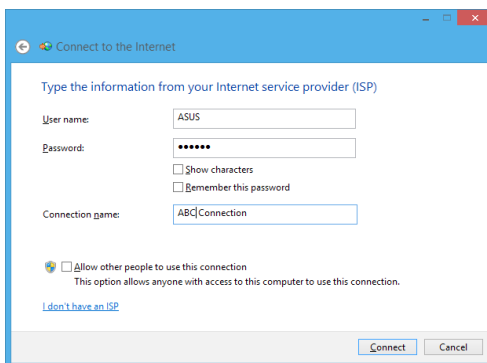 Connect to the Internet
Type the information from your Internet service provider (ISP)
User name: ASUS
Password: ••••••
Show characters
Remember this password
Connection name: ABC Connection
Allow other people to use this connection
This option allows anyone with access to this computer to use this connection.
I don't have an ISP
Connect Cancel